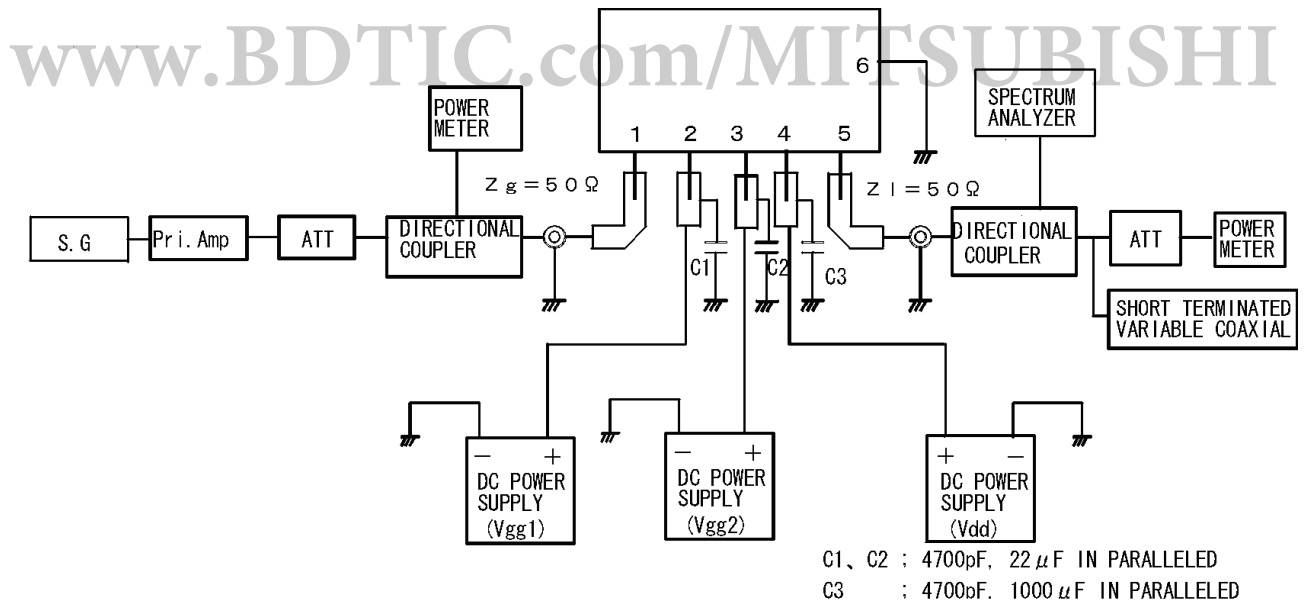 www.BDTIC.com/MITSUBISHI
6
POWER
METER
SPECTRUM
ANALYZER
1 2 3 4 5
Zg=50Ω
Zl=50Ω
S.G
Pri.Amp
ATT
DIRECTIONAL
COUPLER
C1
C2
C3
DIRECTIONAL
COUPLER
ATT
POWER
METER
SHORT TERMINATED
VARIABLE COAXIAL
− +
DC POWER
SUPPLY
(Vgg1)
− +
DC POWER
SUPPLY
(Vgg2)
+ −
DC POWER
SUPPLY
(Vdd)
C1、C2 ; 4700pF, 22μF IN PARALLELED
C3 ; 4700pF, 1000μF IN PARALLELED